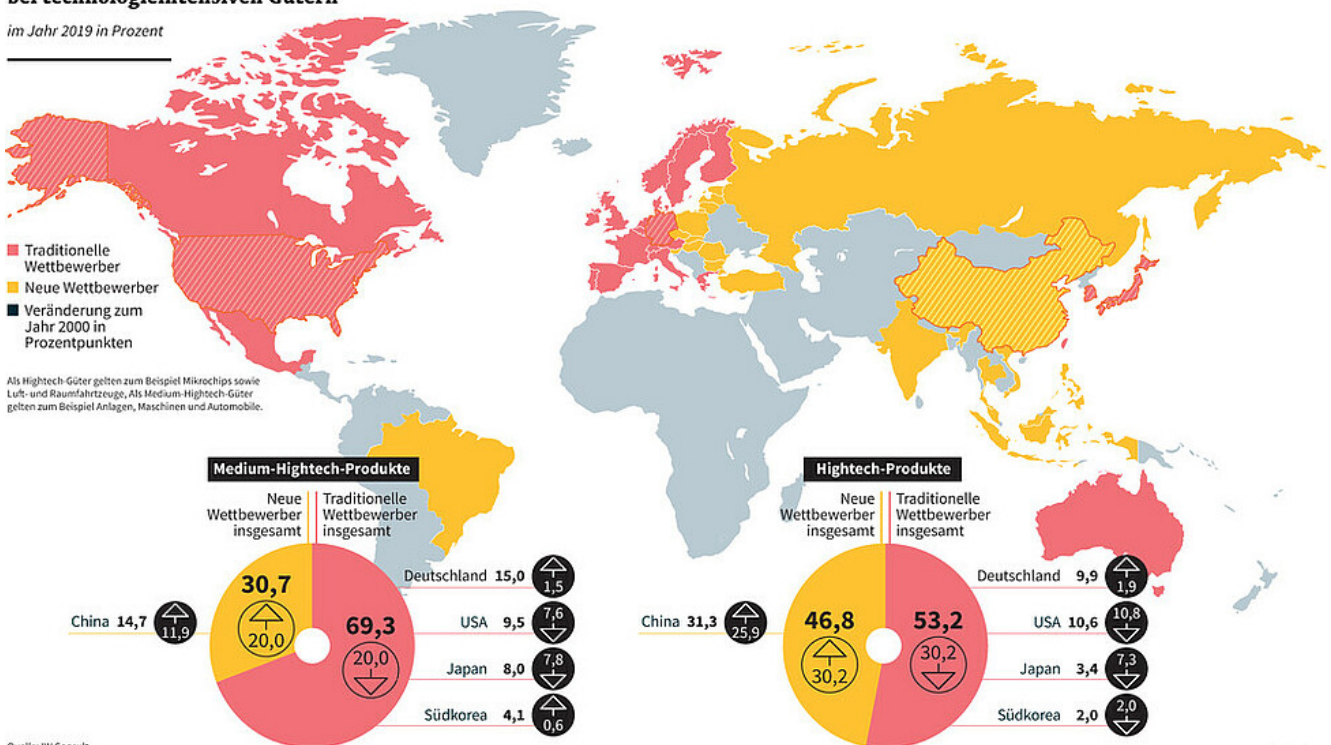 bei technologieintensiven Gütern
im Jahr 2019 in Prozent
Traditionelle
Wettbewerber
Neue Wettbewerber
Veränderung zum
Jahr 2000 in
Prozentpunkten
Als Hightech-Güter gelten zum Beispiel Mikrochips sowie
Luft- und Raumfahrtzeuge, Als Medium-Hightech-Güter
gelten zum Beispiel Anlagen, Maschinen und Automobile.
Medium-Hightech-Produkte
Neue
Wettbewerber
insgesamt
Traditionelle
Wettbewerber
insgesamt
30,7
20,0
69,3
20,0
China 14,7 11,9
Deutschland 15,0 1,5
USA 9,5 7,6
Japan 8,0 7,8
Südkorea 4,1 0,6
Hightech-Produkte
Neue
Wettbewerber
insgesamt
Traditionelle
Wettbewerber
insgesamt
46,8
30,2
53,2
30,2
China 31,3 25,9
Deutschland 9,9 1,9
USA 10,6 10,8
Japan 3,4 7,3
Südkorea 2,0 2,0